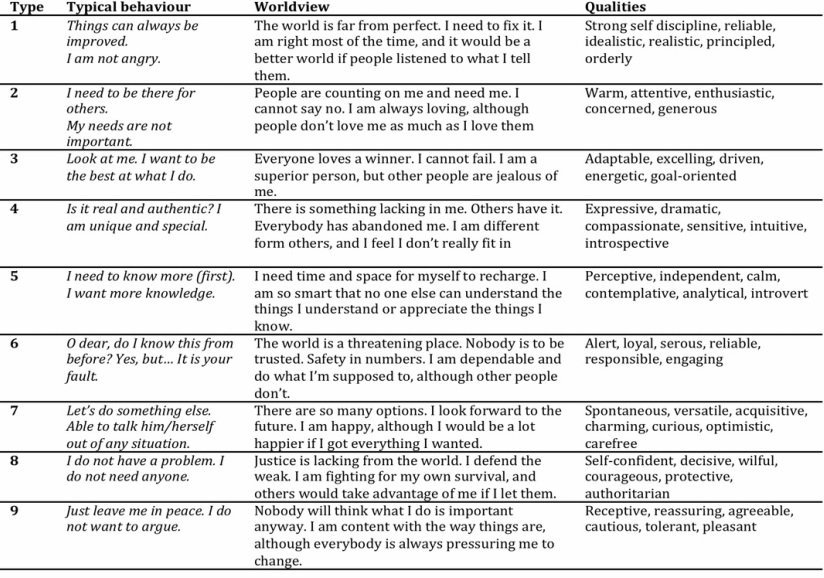 Type Typical behaviour Worldview Qualities
1 Things can always be The world is far from perfect. I need to fix it. I Strong self discipline, reliable,
improved. am right most of the time, and it would be a idealistic, realistic, principled,
I am not angry. better world if people listened to what I tell orderly
them.
2 I need to be there for People are counting on me and need me. I Warm, attentive, enthusiastic,
others. cannot say no. I am always loving, although concerned, generous
My needs are not people don't love me as much as I love them
important.
3 Look at me. I want to be Everyone loves a winner. I cannot fail. I am a Adaptable, excelling, driven,
the best at what I do. superior person, but other people are jealous of energetic, goal-oriented
me.
4 Is it real and authentic? I There is something lacking in me. Others have it. Expressive, dramatic,
am unique and special. Everybody has abandoned me. I am different compassionate, sensitive, intuitive,
form others, and I feel I don't really fit in introspective
5 I need to know more (first). I need time and space for myself to recharge. I Perceptive, independent, calm,
I want more knowledge. am so smart that no one else can understand the contemplative, analytical, introvert
things I understand or appreciate the things I
know.
6 O dear, do I know this from The world is a threatening place. Nobody is to be Alert, loyal, serous, reliable,
before? Yes, but... It is your trusted. Safety in numbers. I am dependable and responsible, engaging
fault. do what I'm supposed to, although other people
don't.
7 Let's do something else. There are so many options. I look forward to the Spontaneous, versatile, acquisitive,
Able to talk him/herself future. I am happy, although I would be a lot charming, curious, optimistic,
out of any situation. happier if I got everything I wanted. carefree
8 I do not have a problem. I Justice is lacking from the world. I defend the Self-confident, decisive, wilful,
do not need anyone. weak. I am fighting for my own survival, and courageous, protective,
others would take advantage of me if I let them. authoritarian
9 Just leave me in peace. I do Nobody will think what I do is important Receptive, reassuring, agreeable,
not want to argue. anyway. I am content with the way things are, cautious, tolerant, pleasant
although everybody is always pressuring me to
change.